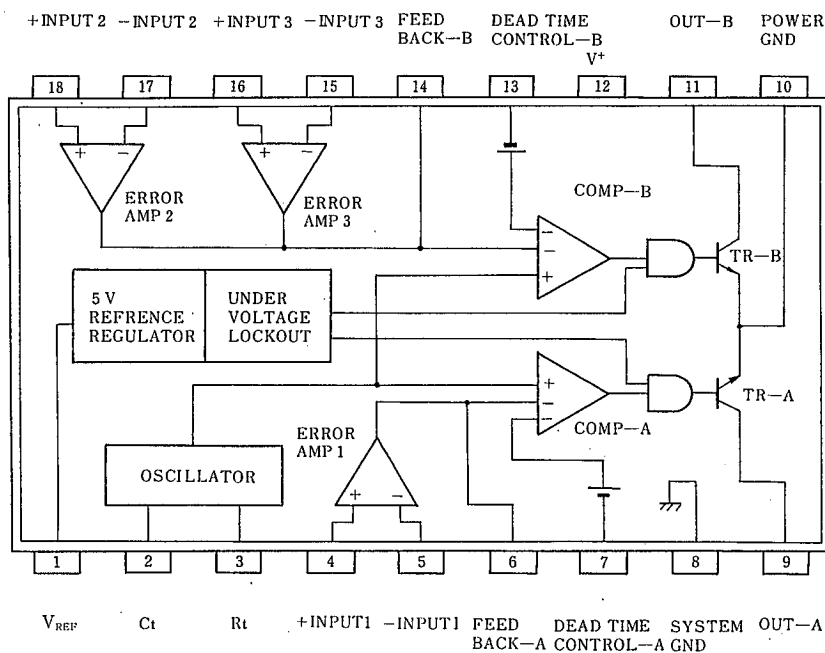 +INPUT 2 −INPUT 2 +INPUT 3 −INPUT 3 FEED BACK—B DEAD TIME CONTROL—B V+ OUT—B POWER GND
18 17 16 15 14 13 12 11 10
+ − + −
ERROR AMP 2
ERROR AMP 3
COMP—B
−
−
+
TR—B
5 V REFRENCE REGULATOR
UNDER VOLTAGE LOCKOUT
+
−
−
TR—A
COMP—A
ERROR AMP 1
OSCILLATOR
+ −
1 2 3 4 5 6 7 8 9
VREF Ct Rt +INPUT1 −INPUT1 FEED BACK—A DEAD TIME CONTROL—A SYSTEM GND OUT—A